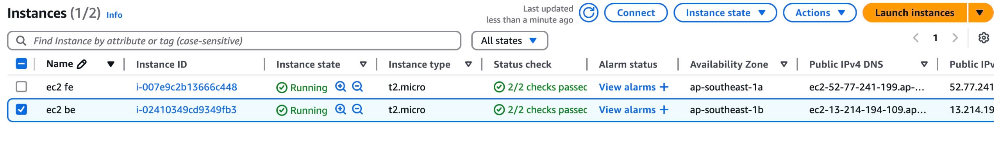 Instances (1/2) Info
Last updated
less than a minute ago
Connect
Instance state
Actions
Launch instances
Find Instance by attribute or tag (case-sensitive)
All states
1
Name Instance ID Instance state Instance type Status check Alarm status Availability Zone Public IPv4 DNS Public IPv
ec2 fe i-007e9c2b13666c448 Running t2.micro 2/2 checks passec View alarms + ap-southeast-1a ec2-52-77-241-199.ap-... 52.77.241
ec2 be i-02410349cd9349fb3 Running t2.micro 2/2 checks passec View alarms + ap-southeast-1b ec2-13-214-194-109.ap... 13.214.19